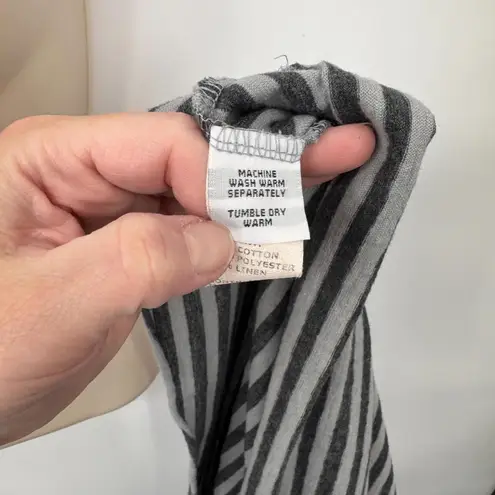 MACHINE
WASH WARM
SEPARATELY
TUMBLE DRY
WARM
COTTON
POLYESTER
LINEN